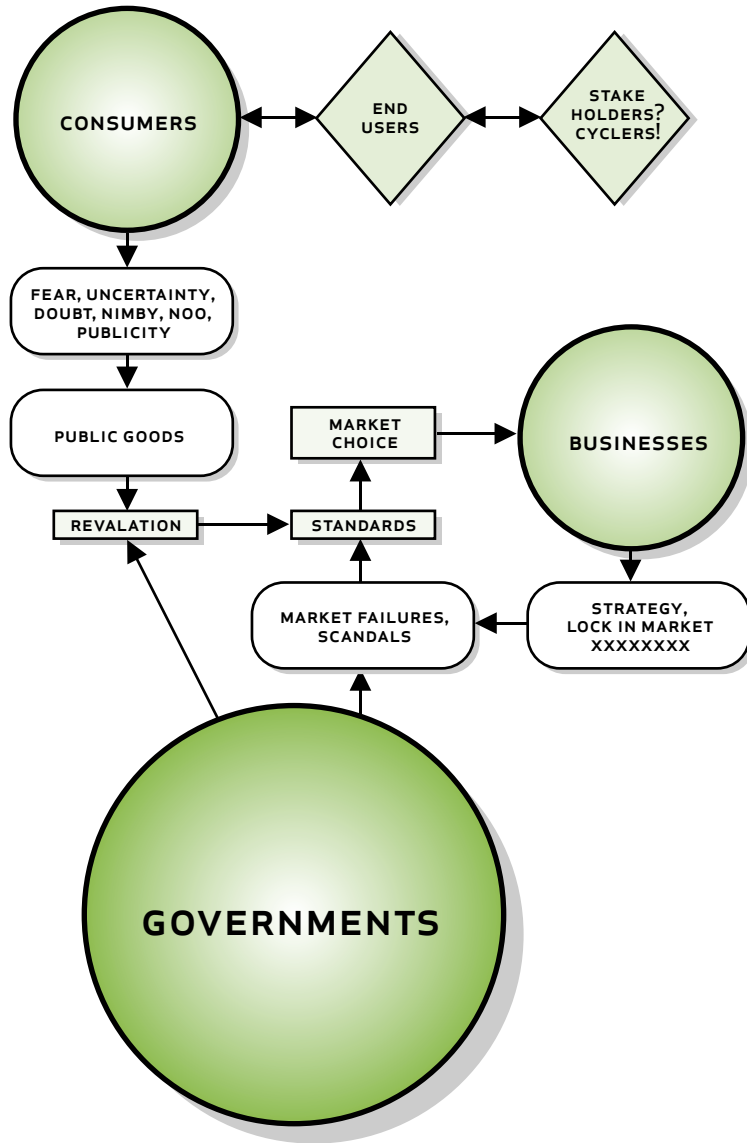 CONSUMERS
END
USERS
STAKE
HOLDERS?
CYCLERS!
FEAR, UNCERTAINTY,
DOUBT, NIMBY, NOO,
PUBLICITY
PUBLIC GOODS
MARKET
CHOICE
BUSINESSES
REVALATION
STANDARDS
MARKET FAILURES,
SCANDALS
STRATEGY,
LOCK IN MARKET
XXXXXXXX
GOVERNMENTS